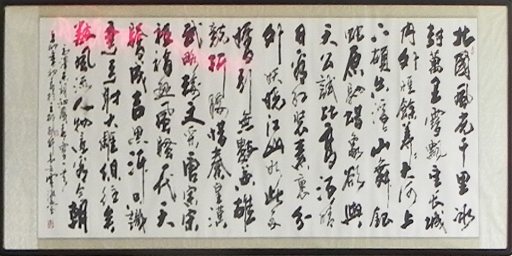 北國風光千里冰
封萬里雪飄望長城
内外惟餘莽莽大河上
下頓失滔滔山舞銀
蛇原馳蠟象欲與
天公試比高須晴
日看紅裝素裹分
外妖嬈江山如此多
嬌引無數英雄
競折腰惜秦皇漢
武略輸文采唐宗宋
祖稍遜風騷一代天
驕成吉思汗只識
彎弓射大雕俱往矣
數風流人物還看今朝